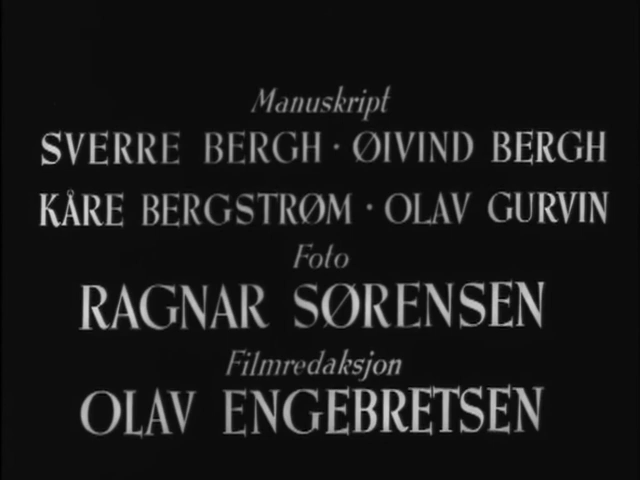 Manuskript
SVERRE BERGH · ØIVIND BERGH
KÅRE BERGSTRØM · OLAV GURVIN
Foto
RAGNAR SØRENSEN
Filmredaksjon
OLAV ENGEBRETSEN